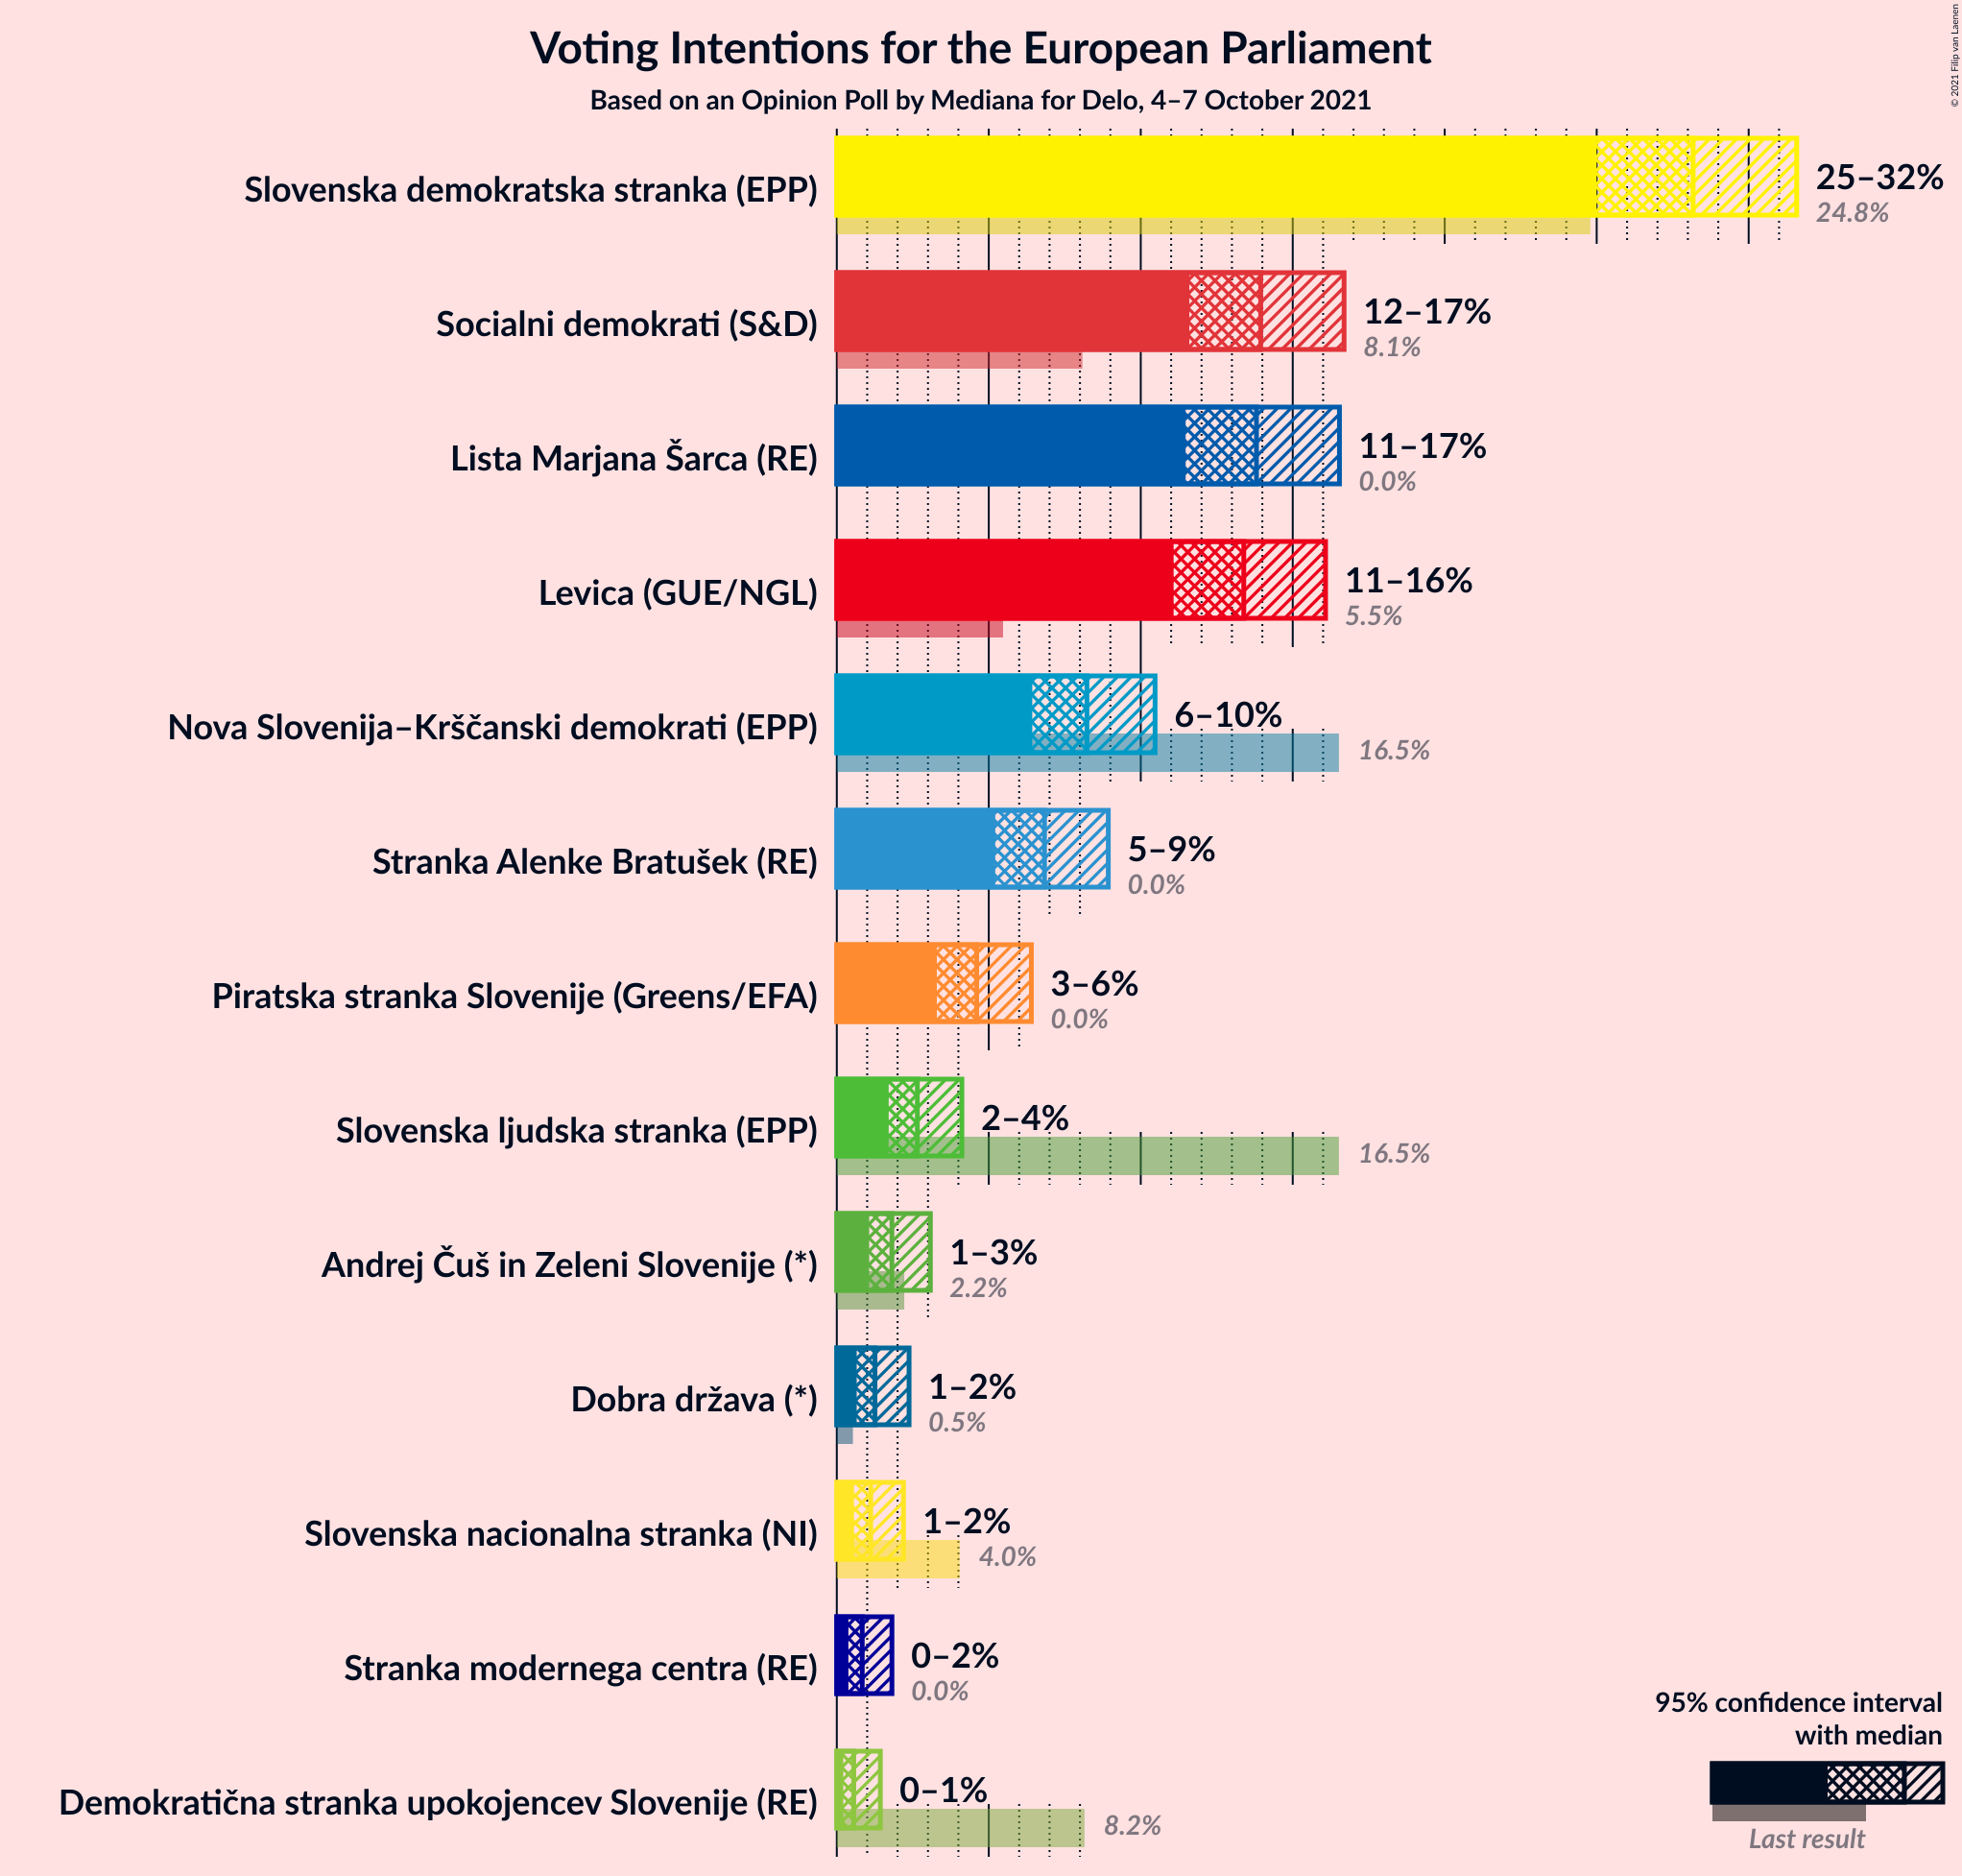 Voting Intentions for the European Parliament
Based on an Opinion Poll by Mediana for Delo, 4–7 October 2021
© 2021 Filip van Laenen
Slovenska demokratska stranka (EPP)
25–32%
24.8%
Socialni demokrati (S&D)
12–17%
8.1%
Lista Marjana Šarca (RE)
11–17%
0.0%
Levica (GUE/NGL)
11–16%
5.5%
Nova Slovenija–Krščanski demokrati (EPP)
6–10%
16.5%
Stranka Alenke Bratušek (RE)
5–9%
0.0%
Piratska stranka Slovenije (Greens/EFA)
3–6%
0.0%
Slovenska ljudska stranka (EPP)
2–4%
16.5%
Andrej Čuš in Zeleni Slovenije (*)
1–3%
2.2%
Dobra država (*)
1–2%
0.5%
Slovenska nacionalna stranka (NI)
1–2%
4.0%
Stranka modernega centra (RE)
0–2%
0.0%
Demokratična stranka upokojencev Slovenije (RE)
0–1%
8.2%
95% confidence interval
with median
Last result